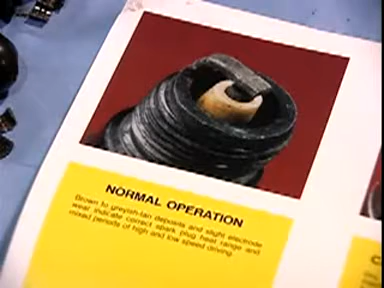 NORMAL OPERATION
Brown to greyish-tan deposits and slight electrode
wear indicate correct spark plug heat range and
mixed periods of high and low speed driving.